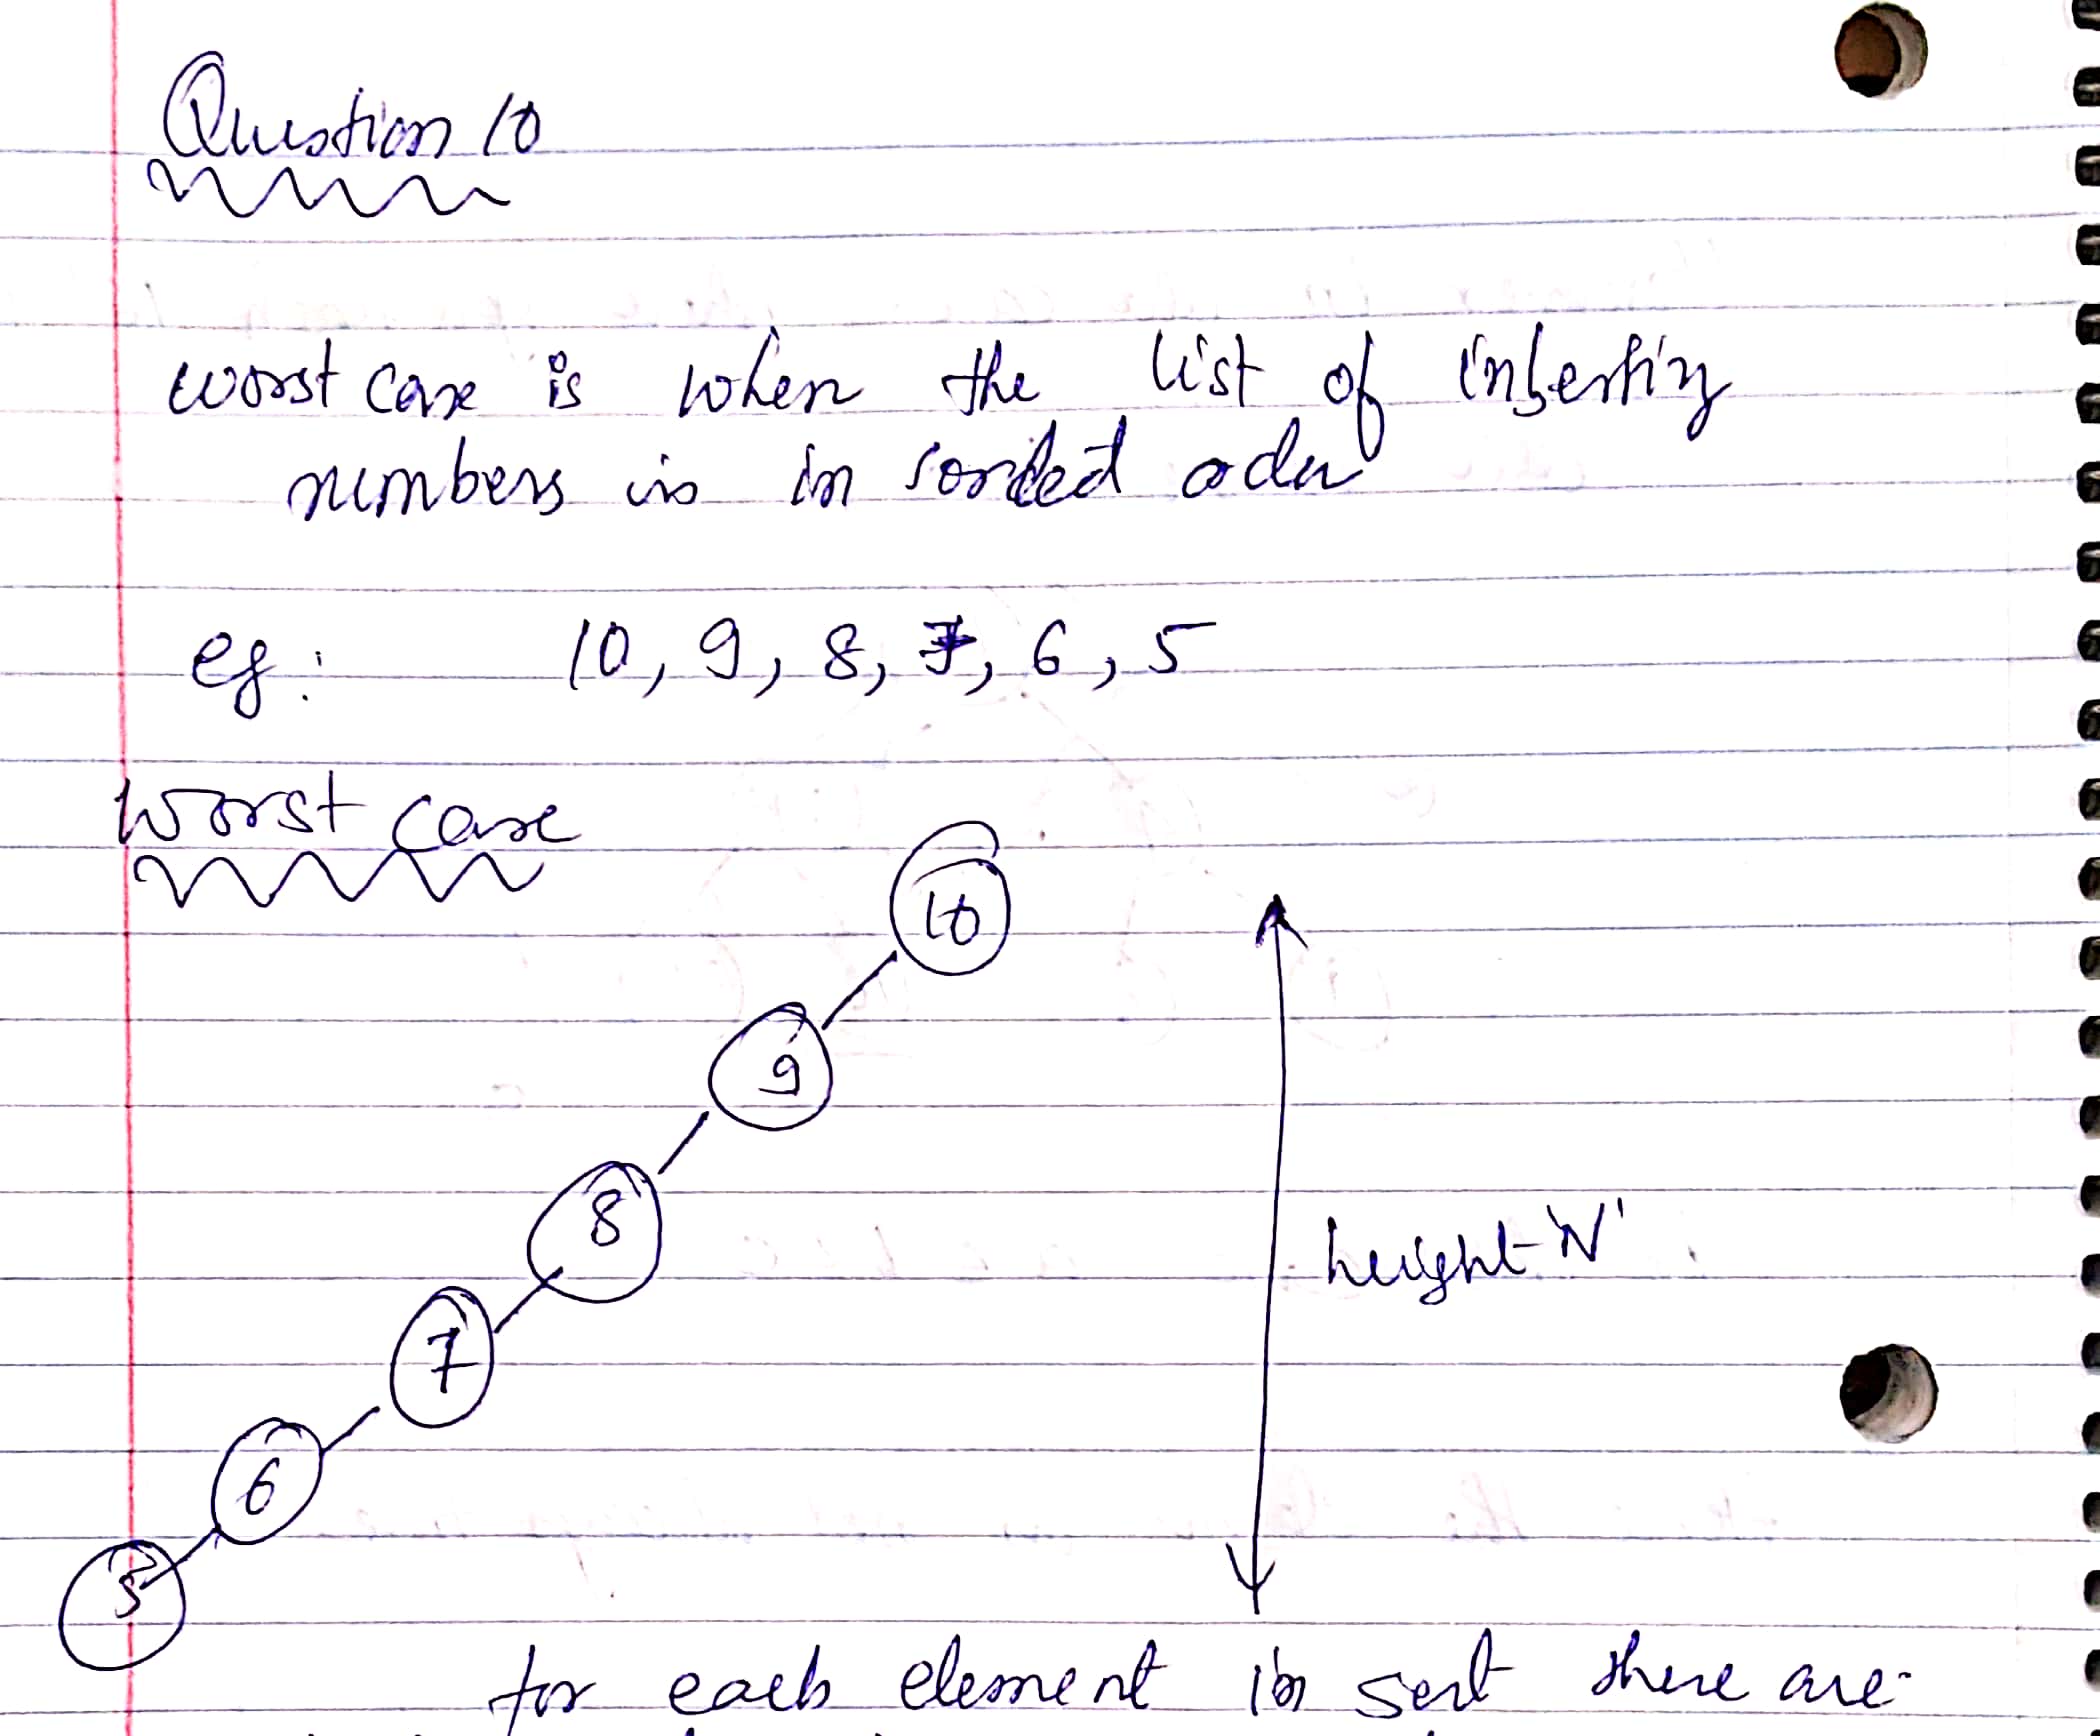 Question 10
worst case is when the list of inserting
numbers is in sorted order
eg: 10, 9, 8, 7, 6, 5
Worst case
10
9
8
7
height 'N'
6
5
for each element in sert there are